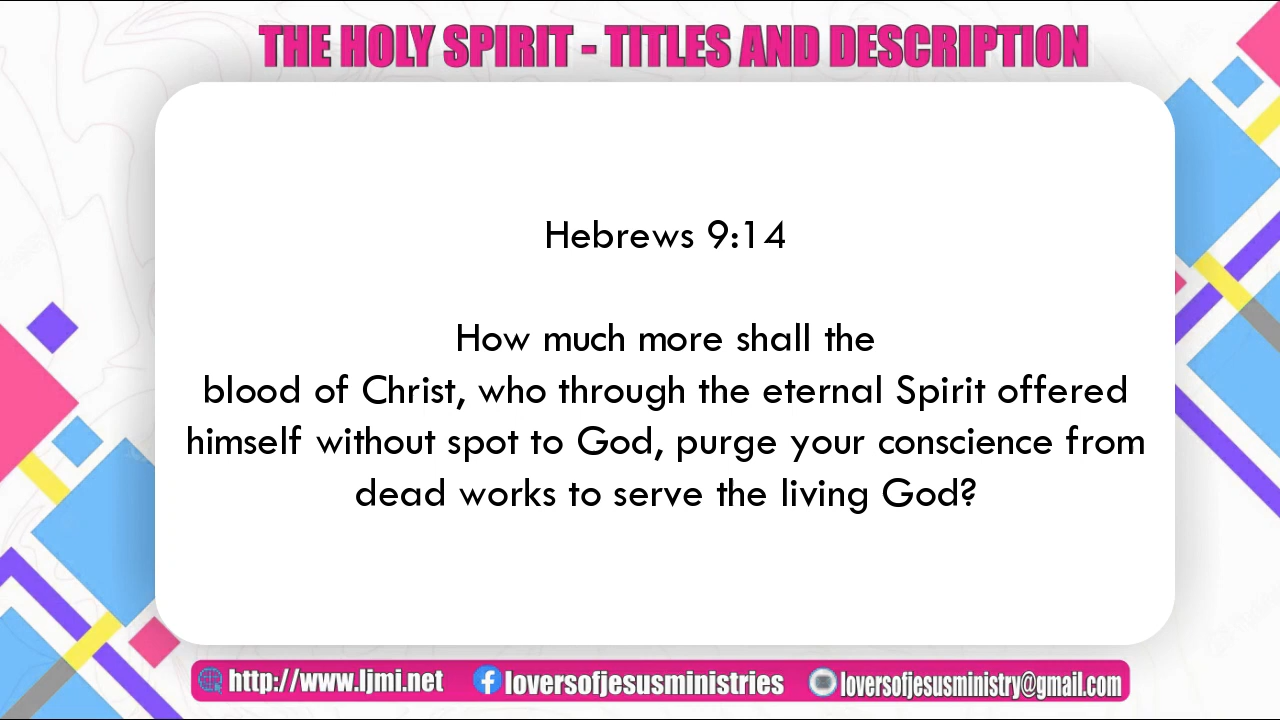 THE HOLY SPIRIT - TITLES AND DESCRIPTION
Hebrews 9:14
How much more shall the
blood of Christ, who through the eternal Spirit offered
himself without spot to God, purge your conscience from
dead works to serve the living God?
http://www.ljmi.net loversofjesusministries loversofjesusministry@gmail.com